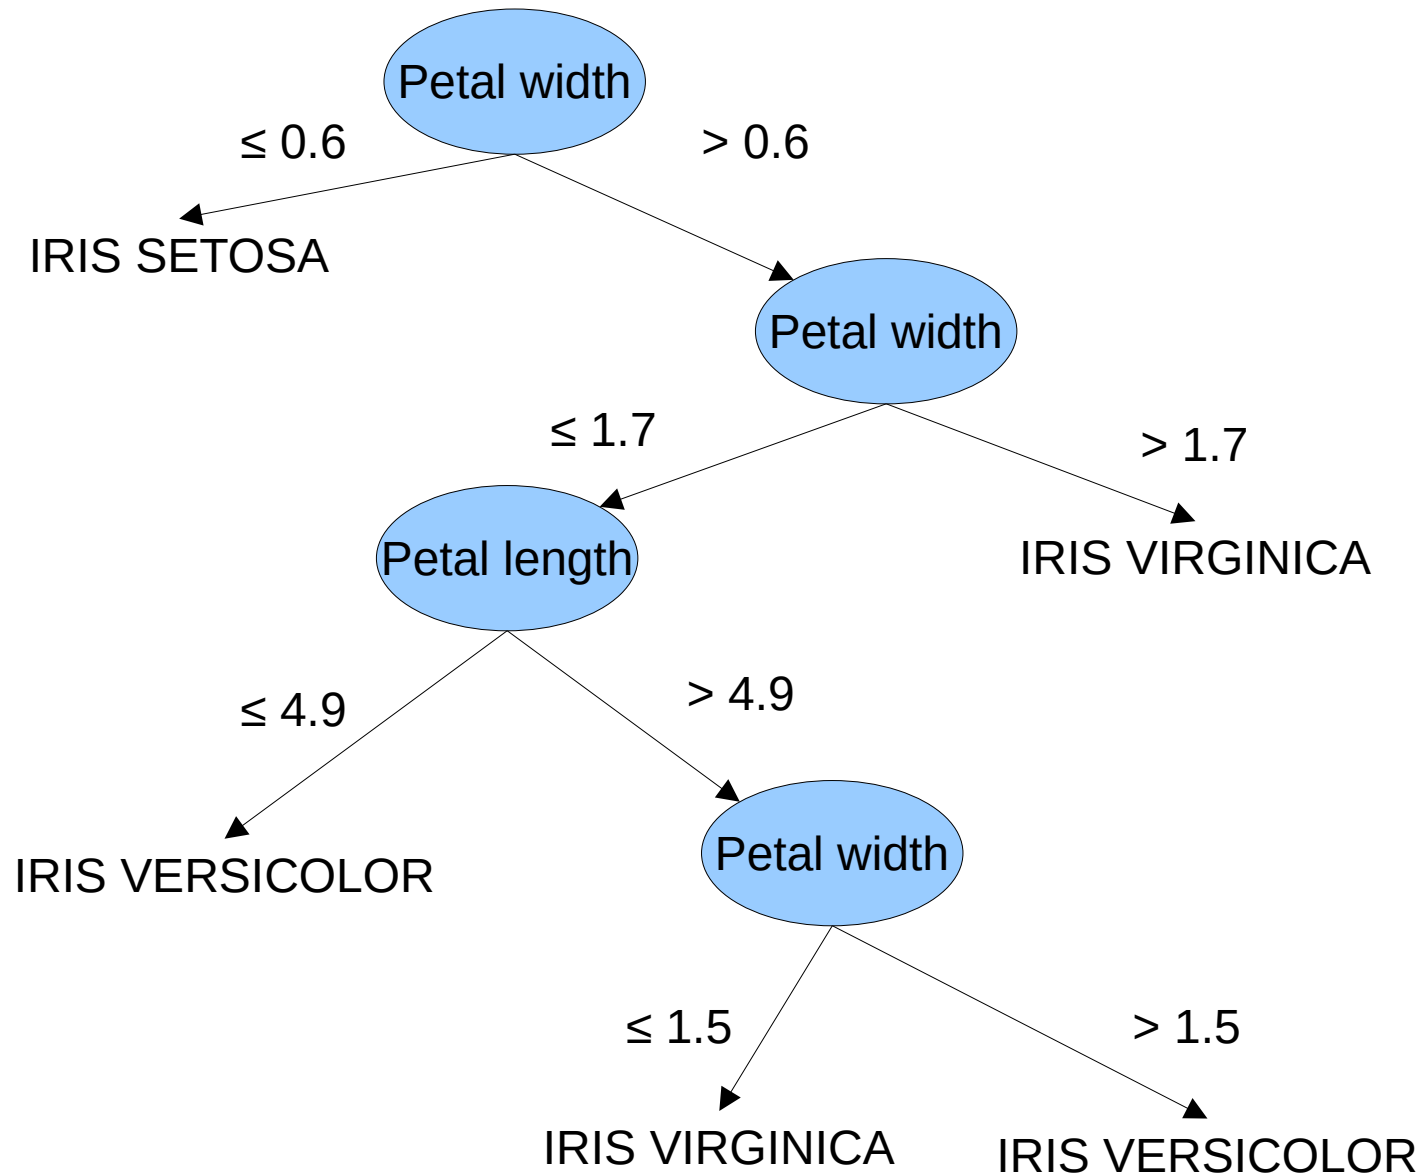 Petal width
≤ 0.6
> 0.6
IRIS SETOSA
Petal width
≤ 1.7
> 1.7
Petal length
IRIS VIRGINICA
≤ 4.9
> 4.9
Petal width
IRIS VERSICOLOR
≤ 1.5
> 1.5
IRIS VIRGINICA
IRIS VERSICOLOR